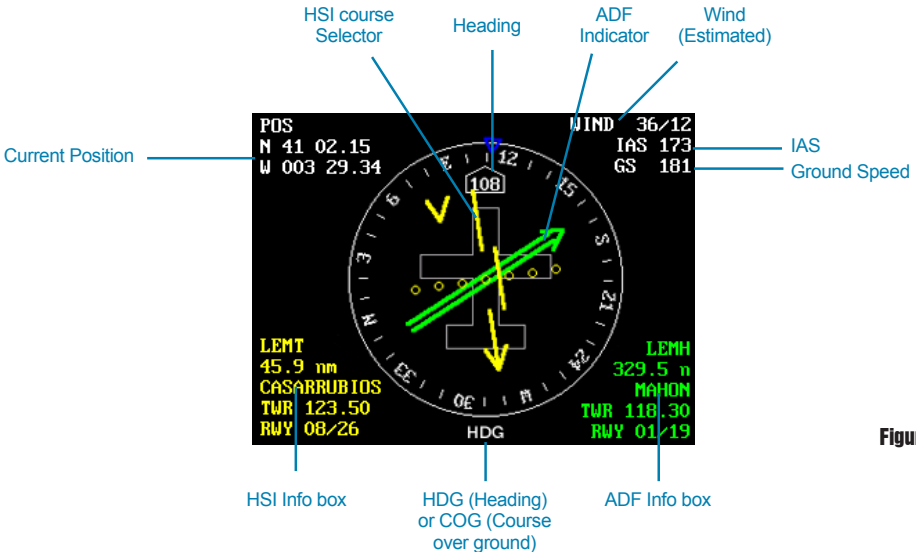 HSI course
Selector
Heading
ADF
Indicator
Wind
(Estimated)
Current Position
IAS
Ground Speed
POS
N 41 02.15
W 003 29.34
WIND 36/12
IAS 173
GS 181
108
E
12
15
S
21
24
W
30
33
N
E
6
LEMT
45.9 nm
CASARRUBIOS
TWR 123.50
RWY 08/26
HDG
LEMH
329.5 n
MAHON
TWR 118.30
RWY 01/19
HSI Info box
HDG (Heading)
or COG (Course
over ground)
ADF Info box
Figur